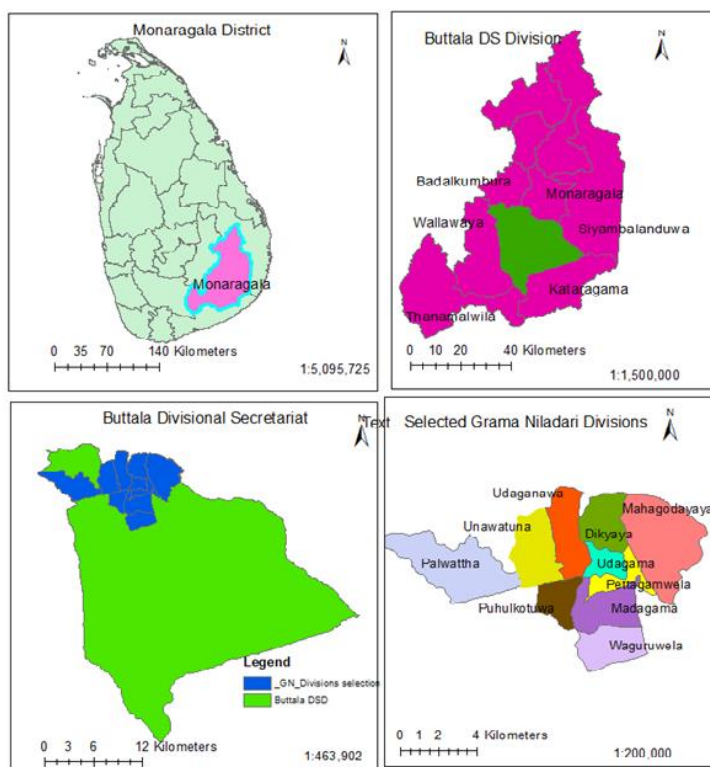 Monaragala District
N
Monaragala
0 35 70 140 Kilometers
1:5,095,725
Buttala DS Division
N
Badalkumbura
Monaragala
Wallawaya
Siyambalanduwa
Kataragama
Thanamalwila
0 10 20 40 Kilometers
1:1,500,000
Buttala Divisional Secretariat
N
Legend
_GN_Divisions selection
Buttala DSD
0 3 6 12 Kilometers
1:463,902
Text
Selected Grama Niladari Divisions
N
Udaganawa
Mahagodayaya
Unawatuna
Dikyaya
Palwattha
Udagama
Pettagamwela
Puhulkotuwa
Madagama
Waguruwela
0 1 2 4 Kilometers
1:200,000